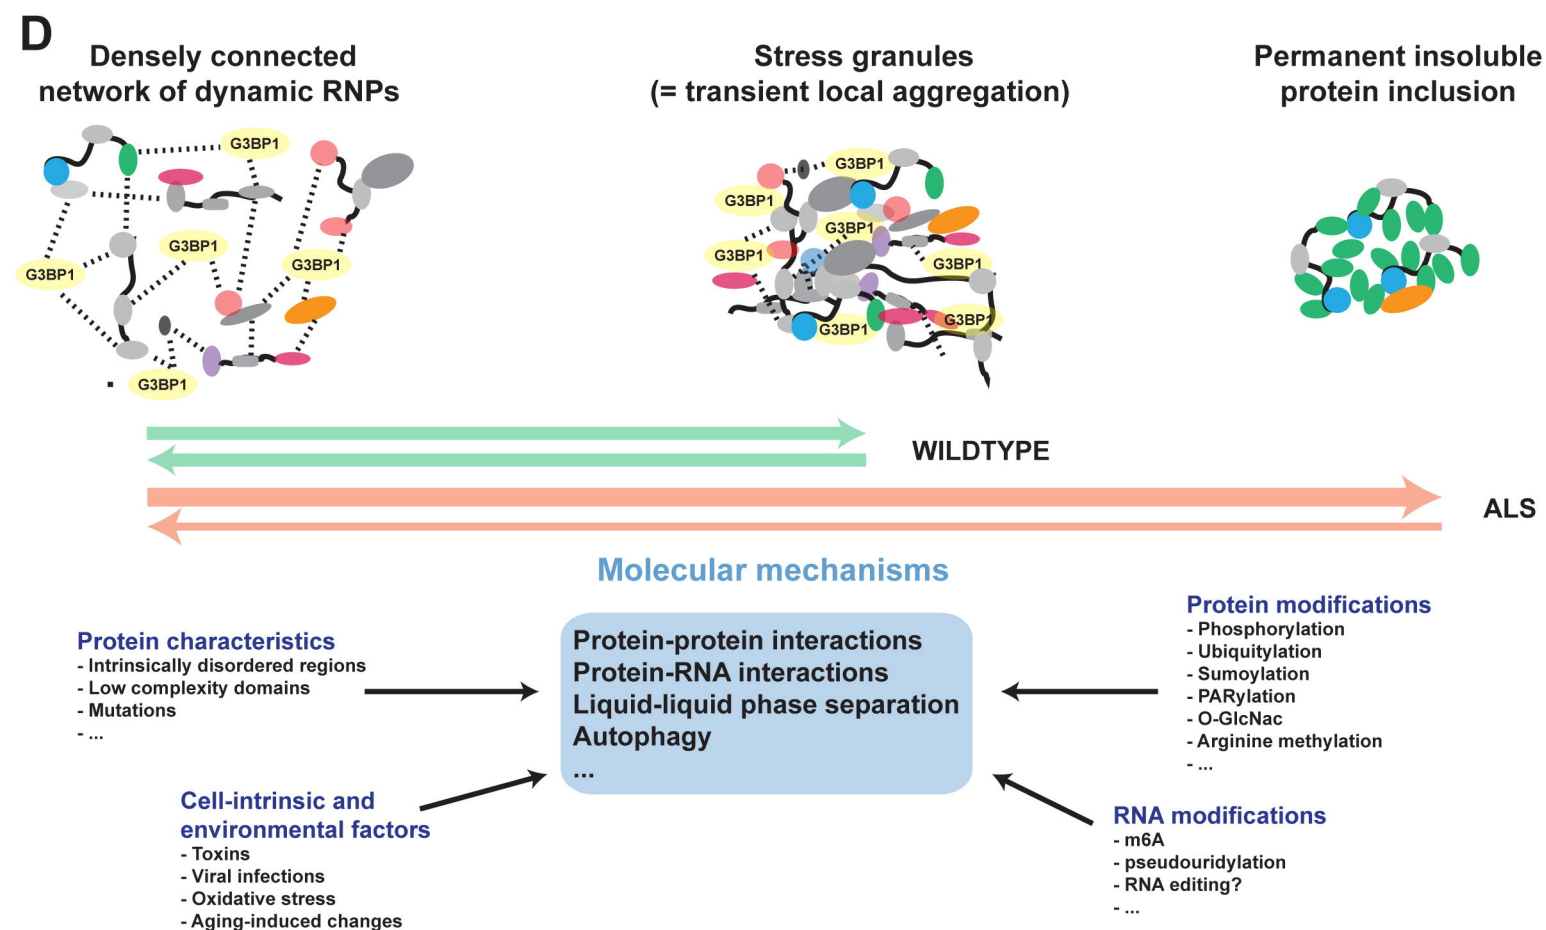 D
Densely connected
network of dynamic RNPs
Stress granules
(= transient local aggregation)
Permanent insoluble
protein inclusion
G3BP1
G3BP1
G3BP1
G3BP1
G3BP1
G3BP1
G3BP1
G3BP1
G3BP1
G3BP1
G3BP1
G3BP1
WILDTYPE
ALS
Molecular mechanisms
Protein-protein interactions
Protein-RNA interactions
Liquid-liquid phase separation
Autophagy
...
Protein characteristics
- Intrinsically disordered regions
- Low complexity domains
- Mutations
- ...
Cell-intrinsic and
environmental factors
- Toxins
- Viral infections
- Oxidative stress
- Aging-induced changes
Protein modifications
- Phosphorylation
- Ubiquitylation
- Sumoylation
- PARylation
- O-GlcNac
- Arginine methylation
- ...
RNA modifications
- m6A
- pseudouridylation
- RNA editing?
- ...